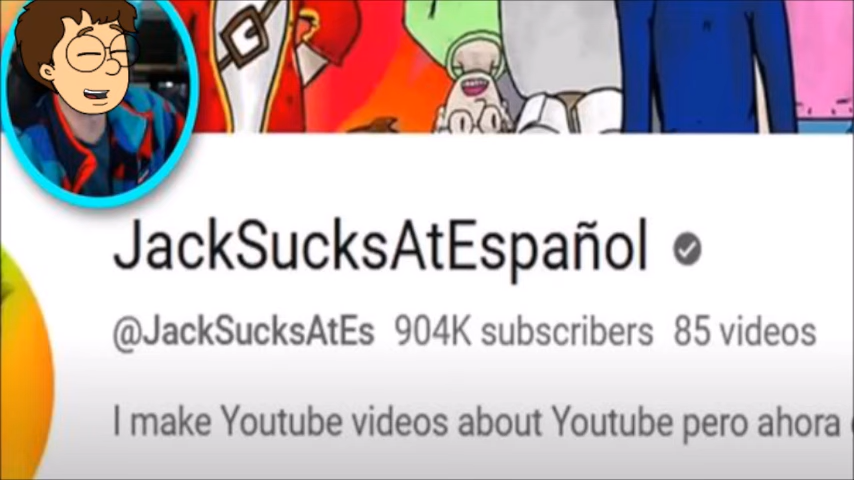 JackSucksAtEspañol
@JackSucksAtEs 904K subscribers 85 videos
I make Youtube videos about Youtube pero ahora